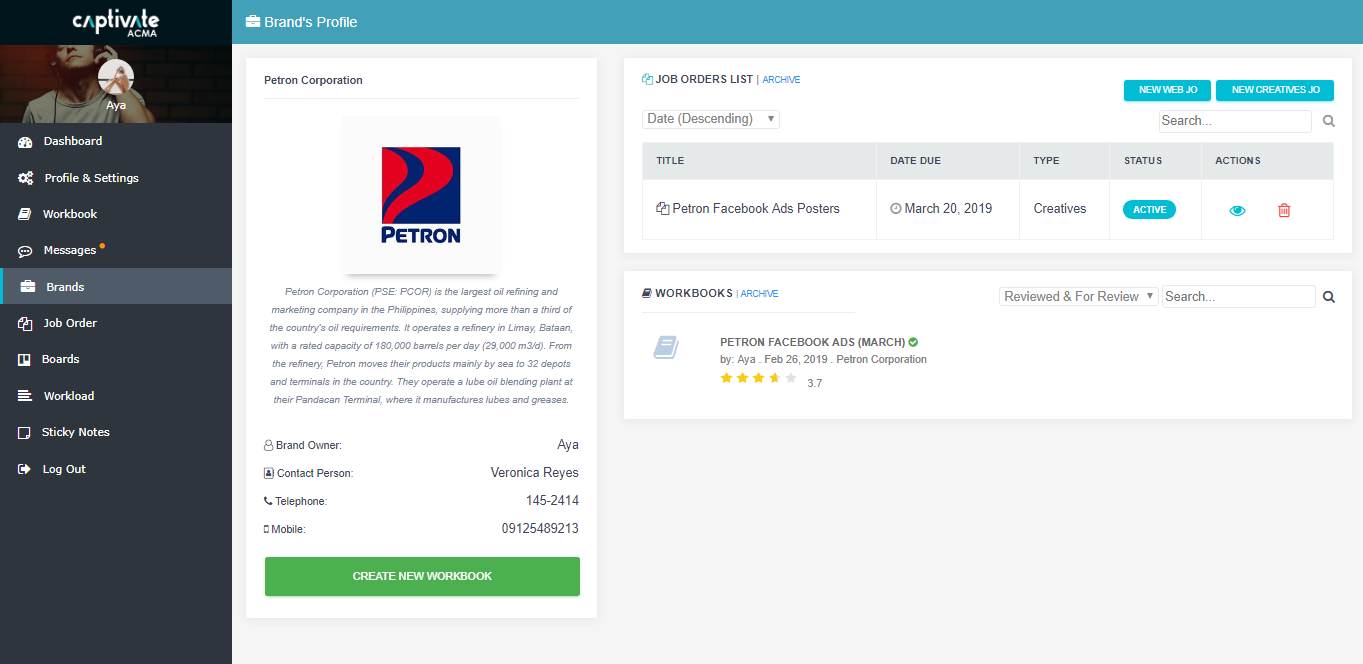 captivate
ACMA
Aya
Dashboard
Profile & Settings
Workbook
Messages
Brands
Job Order
Boards
Workload
Sticky Notes
Log Out
Brand's Profile
Petron Corporation
PETRON
Petron Corporation (PSE: PCOR) is the largest oil refining and
marketing company in the Philippines, supplying more than a third of
the country's oil requirements. It operates a refinery in Limay, Bataan,
with a rated capacity of 180,000 barrels per day (29,000 m3/d). From
the refinery, Petron moves their products mainly by sea to 32 depots
and terminals in the country. They operate a lube oil blending plant at
their Pandacan Terminal, where it manufactures lubes and greases.
Brand Owner: Aya
Contact Person: Veronica Reyes
Telephone: 145-2414
Mobile: 09125489213
CREATE NEW WORKBOOK
JOB ORDERS LIST | ARCHIVE
NEW WEB JO NEW CREATIVES JO
Date (Descending) Search...
TITLE DATE DUE TYPE STATUS ACTIONS
Petron Facebook Ads Posters March 20, 2019 Creatives ACTIVE
WORKBOOKS | ARCHIVE Reviewed & For Review Search...
PETRON FACEBOOK ADS (MARCH)
by: Aya . Feb 26, 2019 . Petron Corporation
3.7